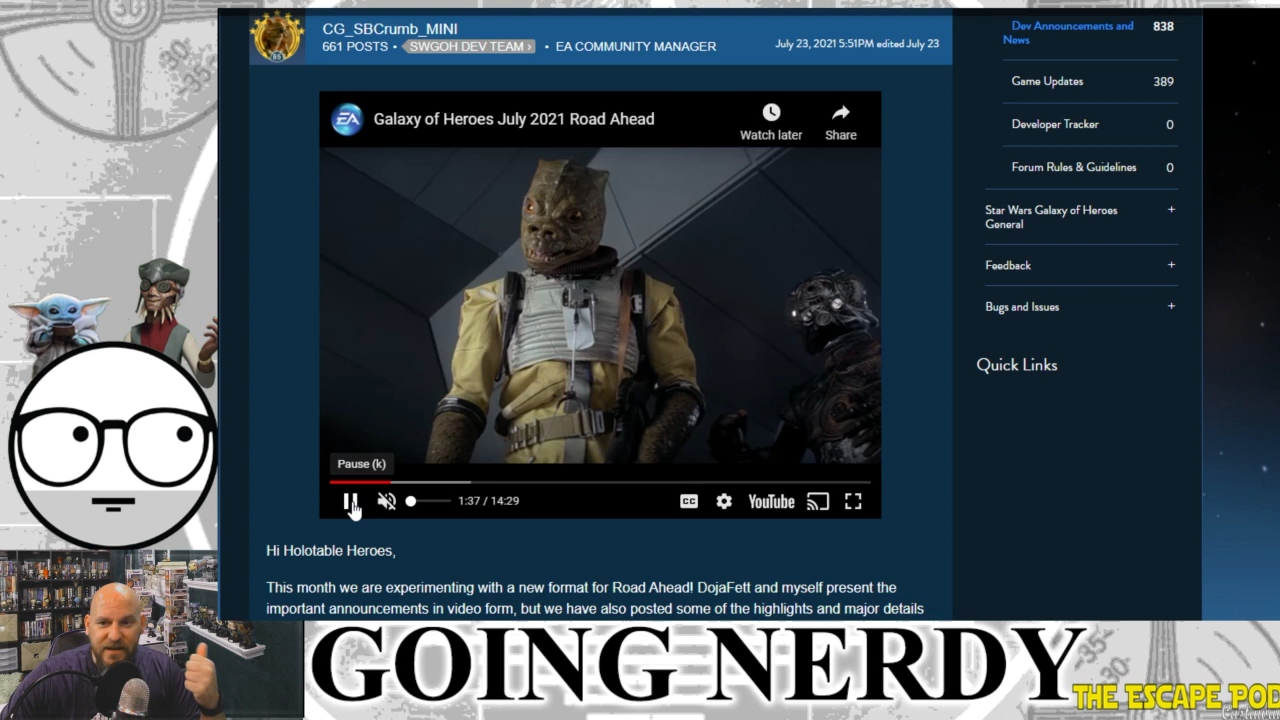 CG_SBCrumb_MINI
661 POSTS • SWGOH DEV TEAM › • EA COMMUNITY MANAGER
July 23, 2021 5:51PM edited July 23
85
EA
Galaxy of Heroes July 2021 Road Ahead
Watch later
Share
Pause (k)
1:37 / 14:29
CC
YouTube
Hi Holotable Heroes,
This month we are experimenting with a new format for Road Ahead! DojaFett and myself present the
important announcements in video form, but we have also posted some of the highlights and major details
Dev Announcements and 838
News
Game Updates 389
Developer Tracker 0
Forum Rules & Guidelines 0
Star Wars Galaxy of Heroes +
General
Feedback +
Bugs and Issues +
Quick Links
GOING NERDY
THE ESCAPE POD